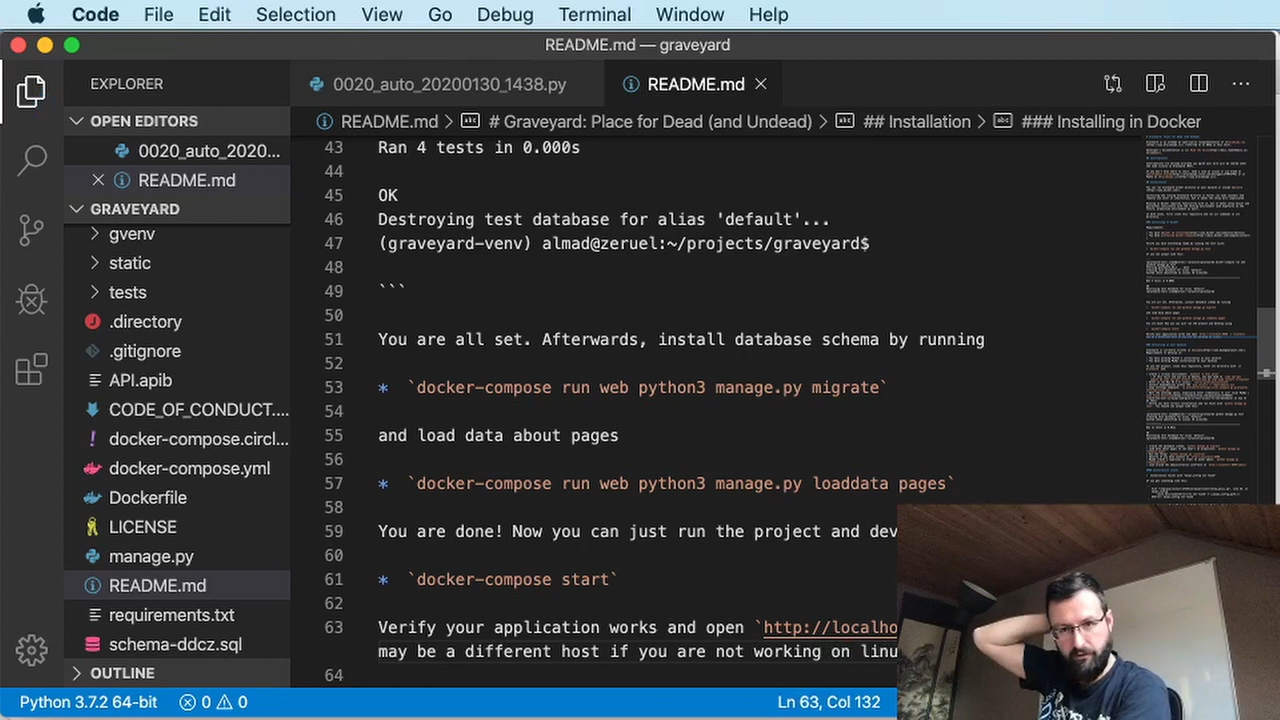 Code File Edit Selection View Go Debug Terminal Window Help
README.md — graveyard
EXPLORER
0020_auto_20200130_1438.py
README.md
OPEN EDITORS
README.md > # Graveyard: Place for Dead (and Undead) > ## Installation > ### Installing in Docker
0020_auto_2020...
README.md
GRAVEYARD
gvenv
static
tests
.directory
.gitignore
API.apib
CODE_OF_CONDUCT....
docker-compose.circl...
docker-compose.yml
Dockerfile
LICENSE
manage.py
README.md
requirements.txt
schema-ddcz.sql
OUTLINE
43 Ran 4 tests in 0.000s
44
45 OK
46 Destroying test database for alias 'default'...
47 (graveyard-venv) almad@zeruel:~/projects/graveyard$
48
49 ```
50
51 You are all set. Afterwards, install database schema by running
52
53 * `docker-compose run web python3 manage.py migrate`
54
55 and load data about pages
56
57 * `docker-compose run web python3 manage.py loaddata pages`
58
59 You are done! Now you can just run the project and dev
60
61 * `docker-compose start`
62
63 Verify your application works and open `http://localho
may be a different host if you are not working on linu
64
Python 3.7.2 64-bit 0 0
Ln 63, Col 132